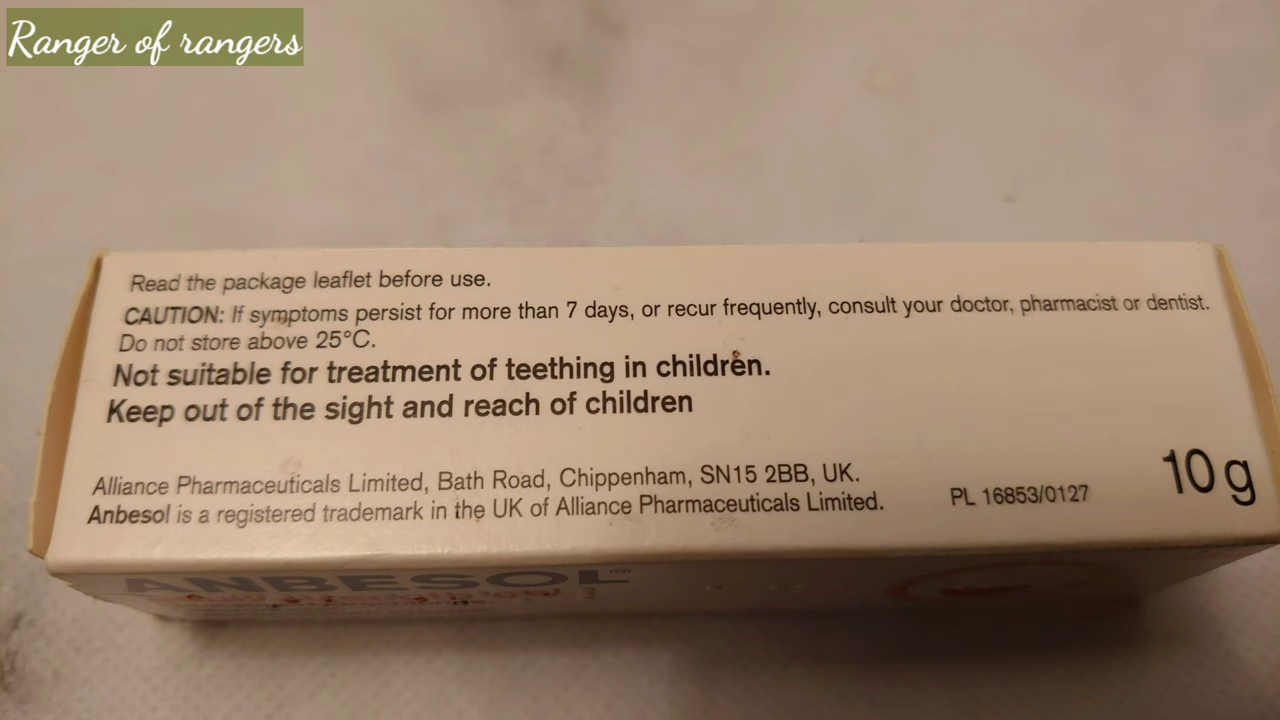 Ranger of rangers
Read the package leaflet before use.
CAUTION: If symptoms persist for more than 7 days, or recur frequently, consult your doctor, pharmacist or dentist.
Do not store above 25°C.
Not suitable for treatment of teething in children.
Keep out of the sight and reach of children
Alliance Pharmaceuticals Limited, Bath Road, Chippenham, SN15 2BB, UK.
Anbesol is a registered trademark in the UK of Alliance Pharmaceuticals Limited.
PL 16853/0127
10 g
ANBESOL®